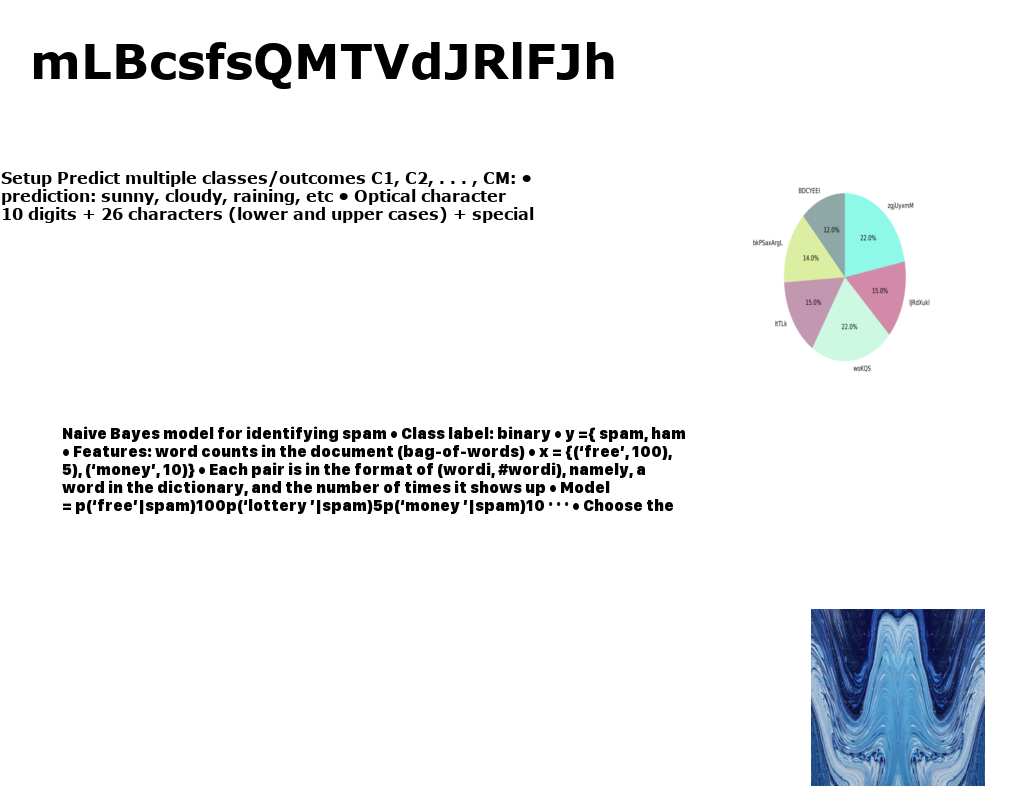 mLBcsfsQMTVdJRlFJh
Setup Predict multiple classes/outcomes C1, C2, . . . , CM: •
prediction: sunny, cloudy, raining, etc • Optical character
10 digits + 26 characters (lower and upper cases) + special
BDCYEEI
zgjUyxmM
12.0%
22.0%
bkPSaxArgL
14.0%
15.0%
15.0%
ItTLk
22.0%
woKQS
Naive Bayes model for identifying spam • Class label: binary • y ={ spam, ham
• Features: word counts in the document (bag-of-words) • x = {(‘free’, 100),
5), (‘money’, 10)} • Each pair is in the format of (wordi, #wordi), namely, a
word in the dictionary, and the number of times it shows up • Model
= p(‘free’|spam)100p(‘lottery ’|spam)5p(‘money ’|spam)10 · · · • Choose the